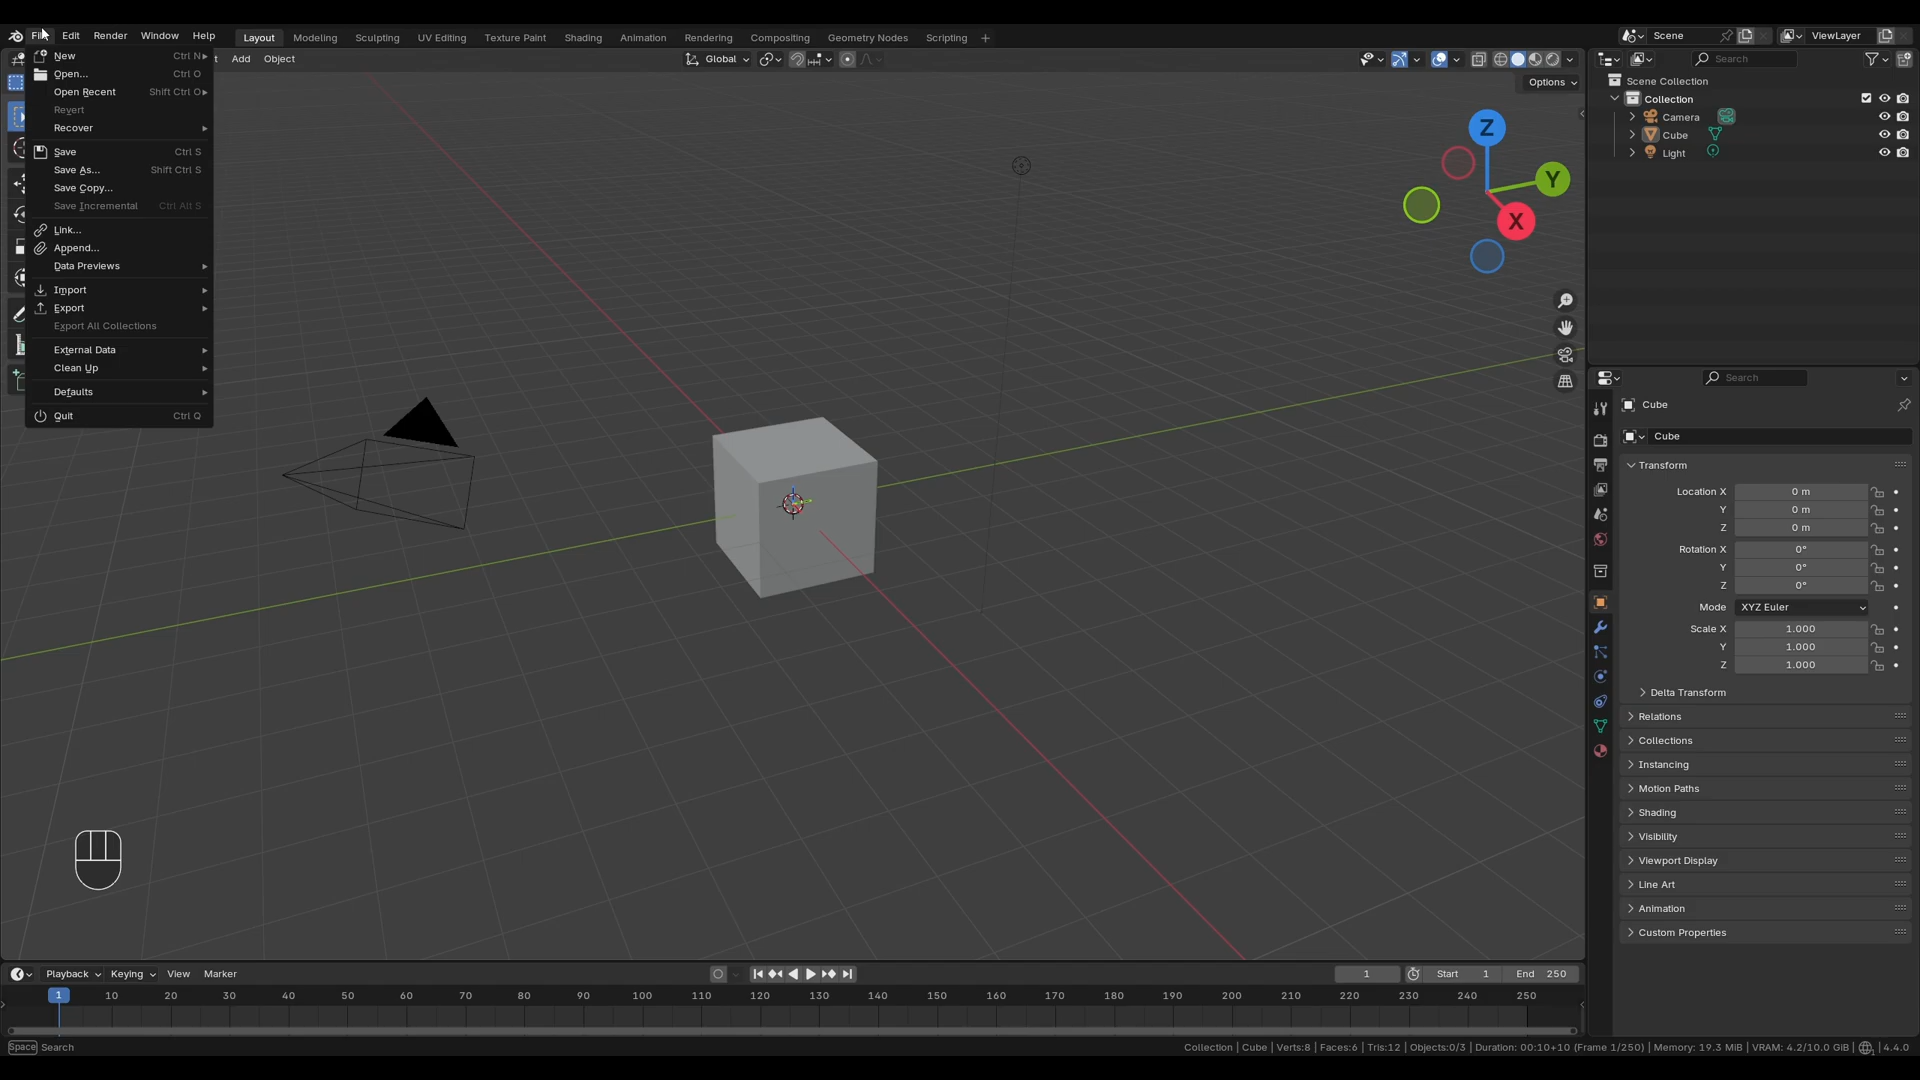 File Edit Render Window Help Layout Modeling Sculpting UV Editing Texture Paint Shading Animation Rendering Compositing Geometry Nodes Scripting + Scene ViewLayer
Add Object Global Search
Options
New Ctrl N
Open... Ctrl O
Open Recent Shift Ctrl O
Revert
Recover
Save Ctrl S
Save As... Shift Ctrl S
Save Copy...
Save Incremental Ctrl Alt S
Link...
Append...
Data Previews
Import
Export
Export All Collections
External Data
Clean Up
Defaults
Quit Ctrl Q
Z
Y
X
Scene Collection
Collection
Camera
Cube
Light
Search
Cube
Cube
Transform
Location X 0 m
Y 0 m
Z 0 m
Rotation X 0°
Y 0°
Z 0°
Mode XYZ Euler
Scale X 1.000
Y 1.000
Z 1.000
Delta Transform
Relations
Collections
Instancing
Motion Paths
Shading
Visibility
Viewport Display
Line Art
Animation
Custom Properties
Playback Keying View Marker 1 Start 1 End 250
1 10 20 30 40 50 60 70 80 90 100 110 120 130 140 150 160 170 180 190 200 210 220 230 240 250
Space Search Collection | Cube | Verts:8 | Faces:6 | Tris:12 | Objects:0/3 | Duration: 00:10+10 (Frame 1/250) | Memory: 19.3 MiB | VRAM: 4.2/10.0 GiB | 4.4.0